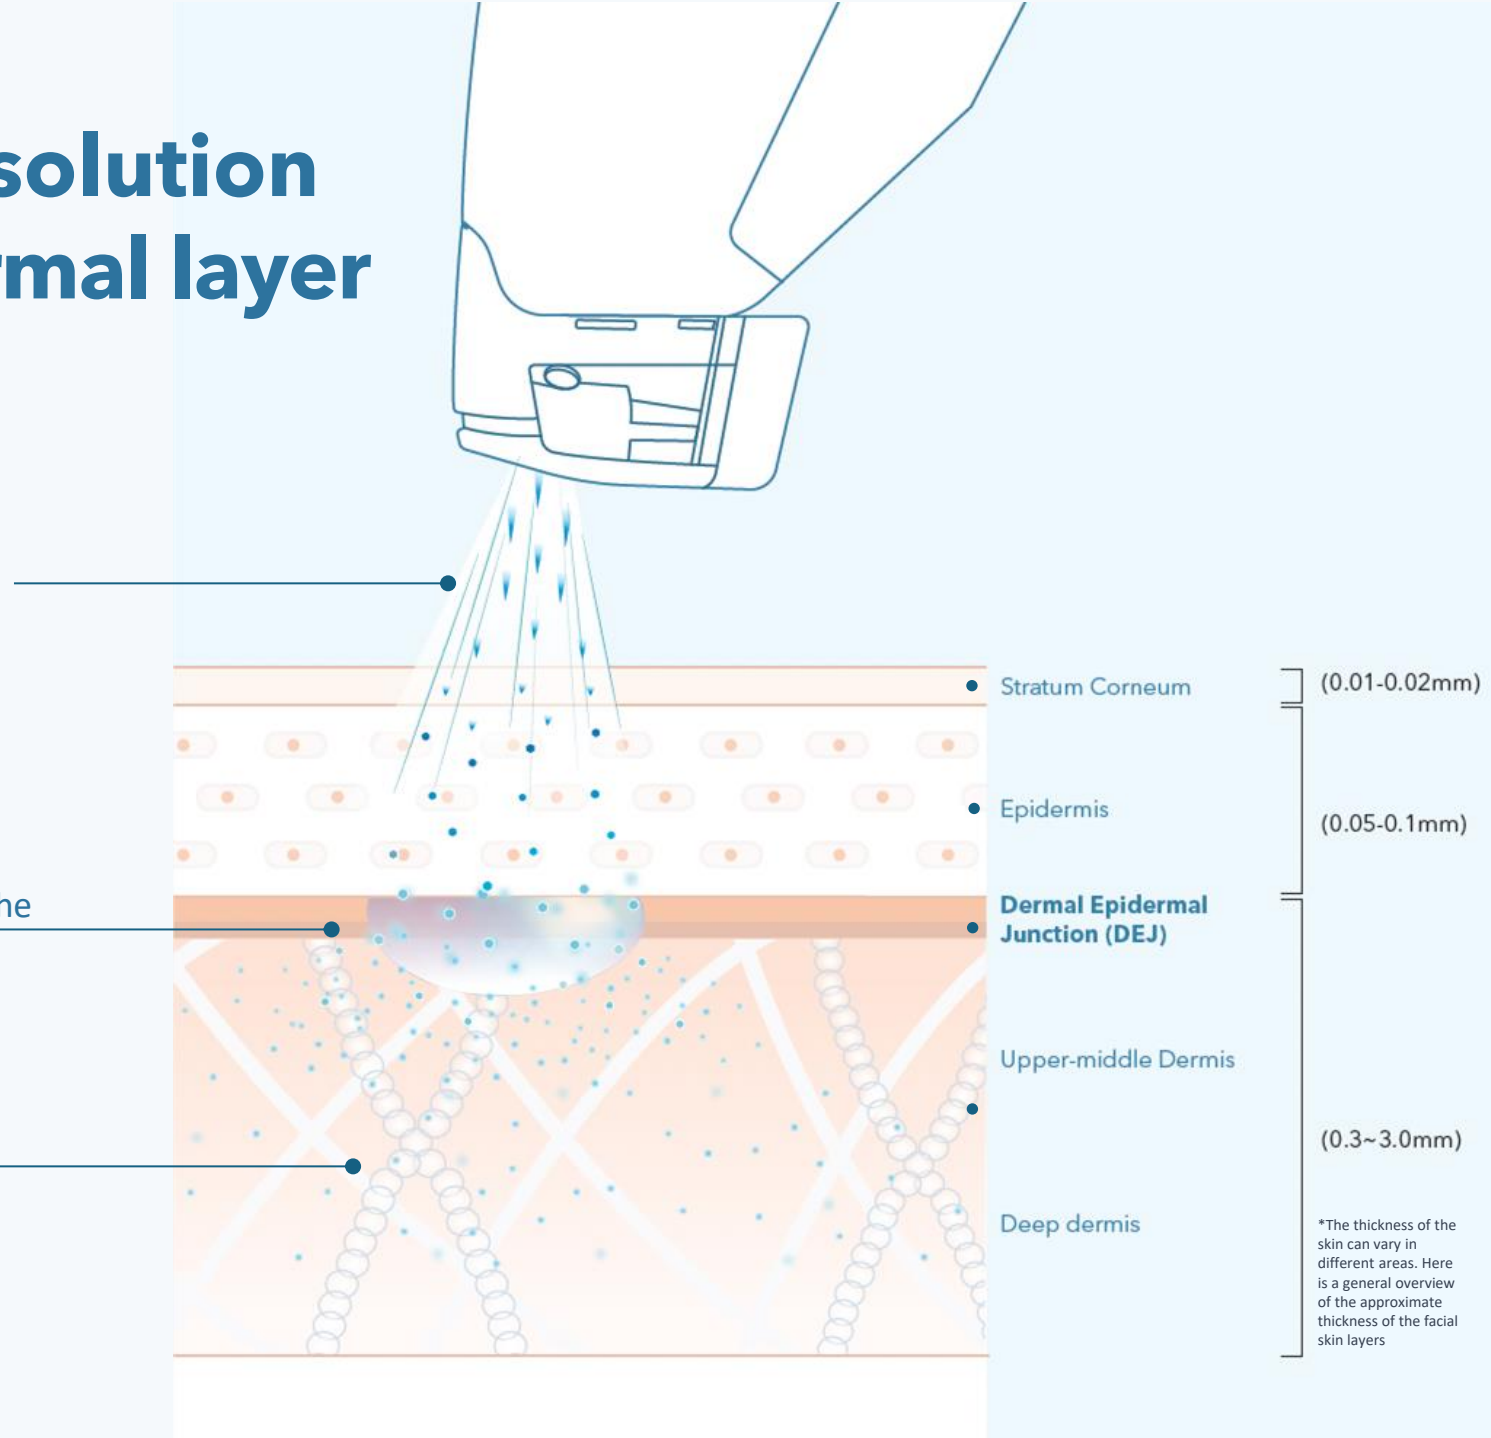 solution
rmal layer
Stratum Corneum
(0.01-0.02mm)
Epidermis
(0.05-0.1mm)
he
Dermal Epidermal
Junction (DEJ)
Upper-middle Dermis
(0.3~3.0mm)
Deep dermis
*The thickness of the
skin can vary in
different areas. Here
is a general overview
of the approximate
thickness of the facial
skin layers